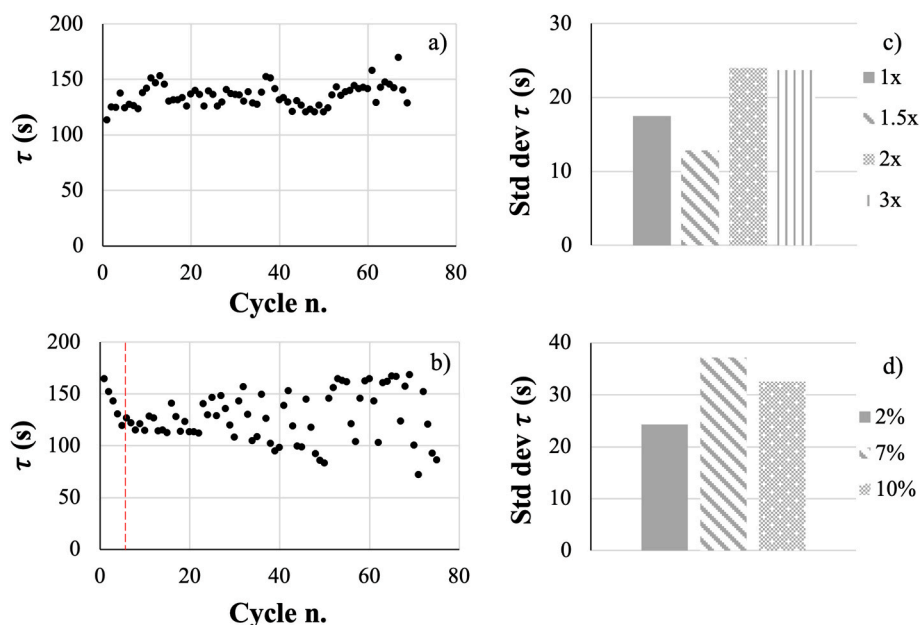 a)
200
150
100
50
0
τ (s)
0 20 40 60 80
Cycle n.
b)
200
150
100
50
0
τ (s)
0 20 40 60 80
Cycle n.
c)
30
20
10
0
Std dev τ (s)
1x
1.5x
2x
3x
d)
40
30
20
10
0
Std dev τ (s)
2%
7%
10%